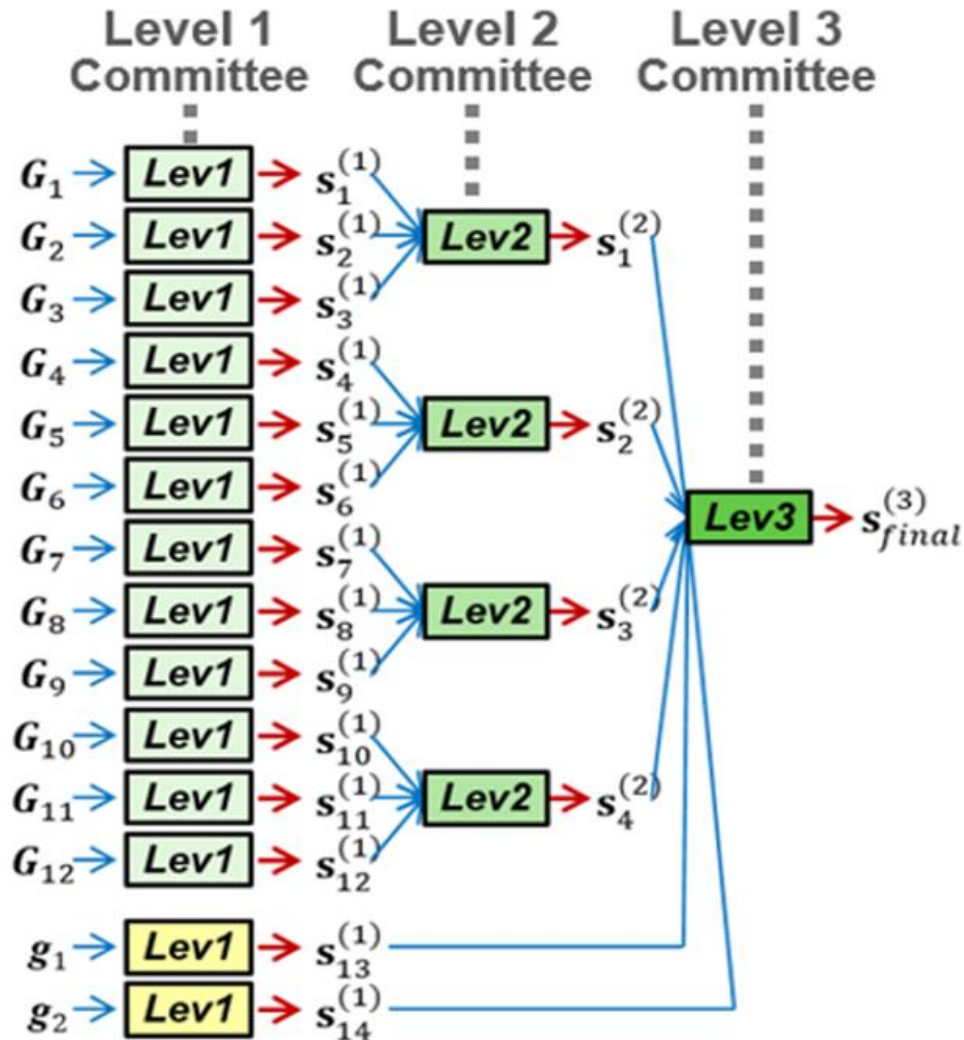 Level 1 Level 2 Level 3
Committee Committee Committee
G₁ Lev1 s₁⁽¹⁾
G₂ Lev1 s₂⁽¹⁾ Lev2 s₁⁽²⁾
G₃ Lev1 s₃⁽¹⁾
G₄ Lev1 s₄⁽¹⁾
G₅ Lev1 s₅⁽¹⁾ Lev2 s₂⁽²⁾
G₆ Lev1 s₆⁽¹⁾
Lev3 s_final⁽³⁾
G₇ Lev1 s₇⁽¹⁾
G₈ Lev1 s₈⁽¹⁾ Lev2 s₃⁽²⁾
G₉ Lev1 s₉⁽¹⁾
G₁₀ Lev1 s₁₀⁽¹⁾
G₁₁ Lev1 s₁₁⁽¹⁾ Lev2 s₄⁽²⁾
G₁₂ Lev1 s₁₂⁽¹⁾
g₁ Lev1 s₁₃⁽¹⁾
g₂ Lev1 s₁₄⁽¹⁾